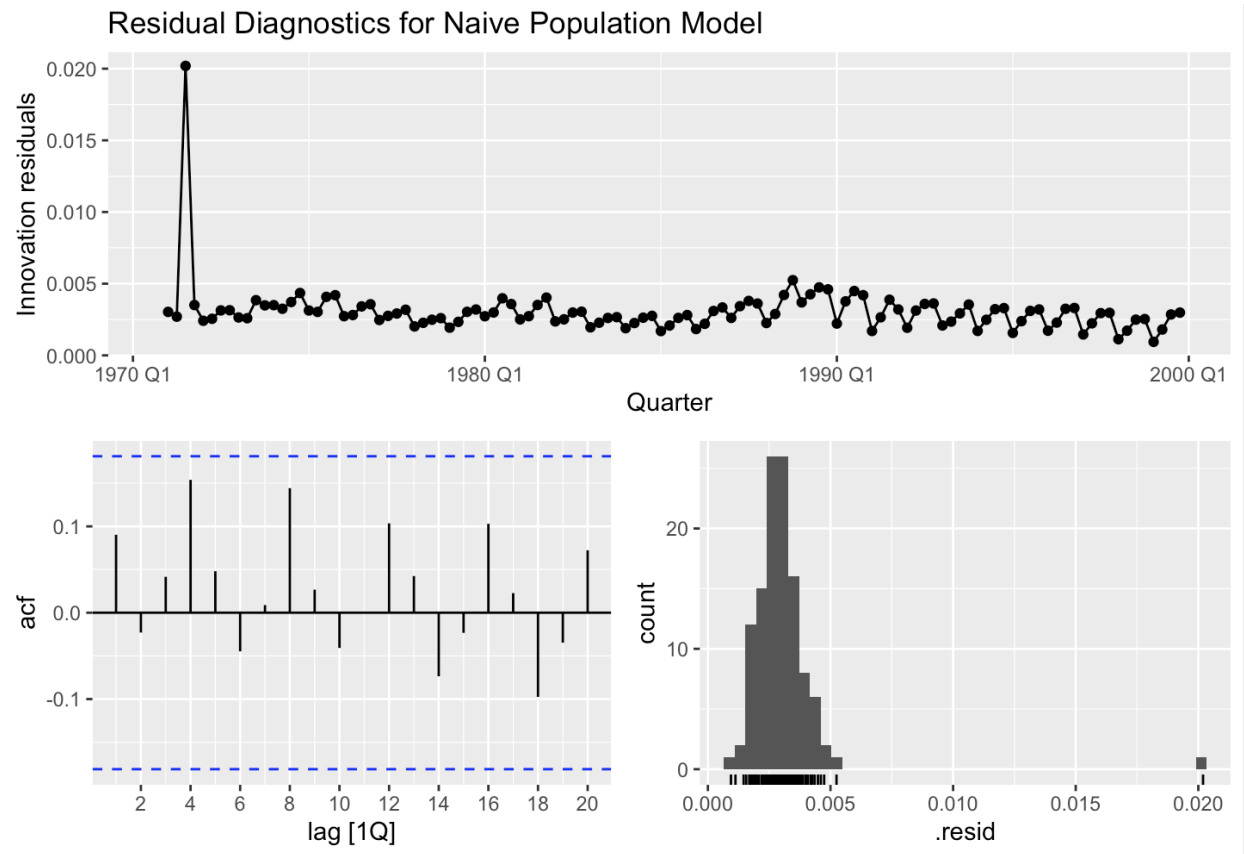 Residual Diagnostics for Naive Population Model
Innovation residuals
0.020
0.015
0.010
0.005
0.000
1970 Q1 1980 Q1 1990 Q1 2000 Q1
Quarter
acf
0.1
0.0
-0.1
2 4 6 8 10 12 14 16 18 20
lag [1Q]
count
20
10
0
0.000 0.005 0.010 0.015 0.020
.resid